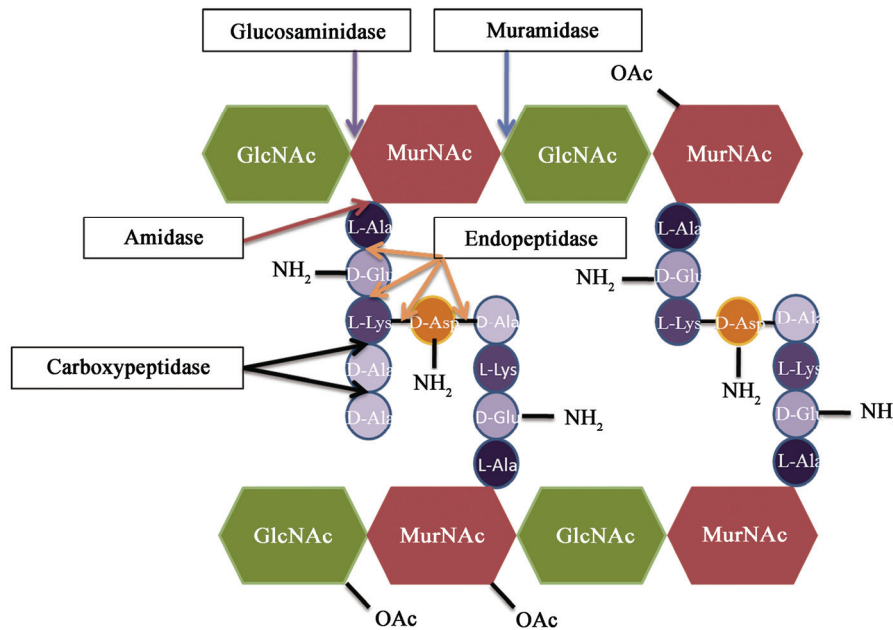 Glucosaminidase Muramidase
OAc
GlcNAc MurNAc GlcNAc MurNAc
L-Ala L-Ala
Amidase Endopeptidase
NH2 D-Glu NH2 D-Glu
L-Lys D-Asp D-Ala L-Lys D-Asp D-Ala
Carboxypeptidase D-Ala NH2 L-Lys NH2 L-Lys
D-Ala D-Glu NH2 D-Glu NH
L-Ala L-Ala
GlcNAc MurNAc GlcNAc MurNAc
OAc OAc